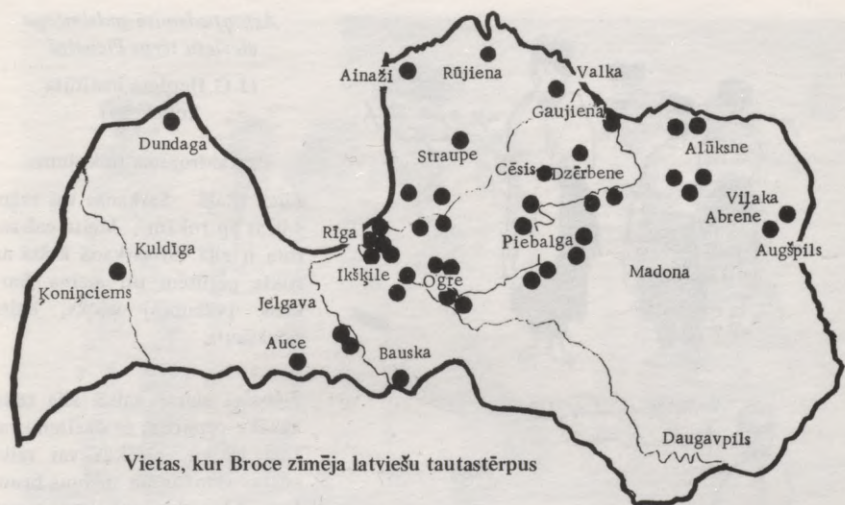 Ainaži
Rūjiena
Valka
Gaujiena
Dundaga
Straupe
Alūksne
Cēsis
Dzērbene
Viļaka
Abrene
Rīga
Piebalga
Augšpils
Kuldīga
Ikšķile
Madona
Ogre
Ķoniņciems
Jelgava
Auce
Bauska
Daugavpils
Vietas, kur Broce zīmēja latviešu tautastērpus